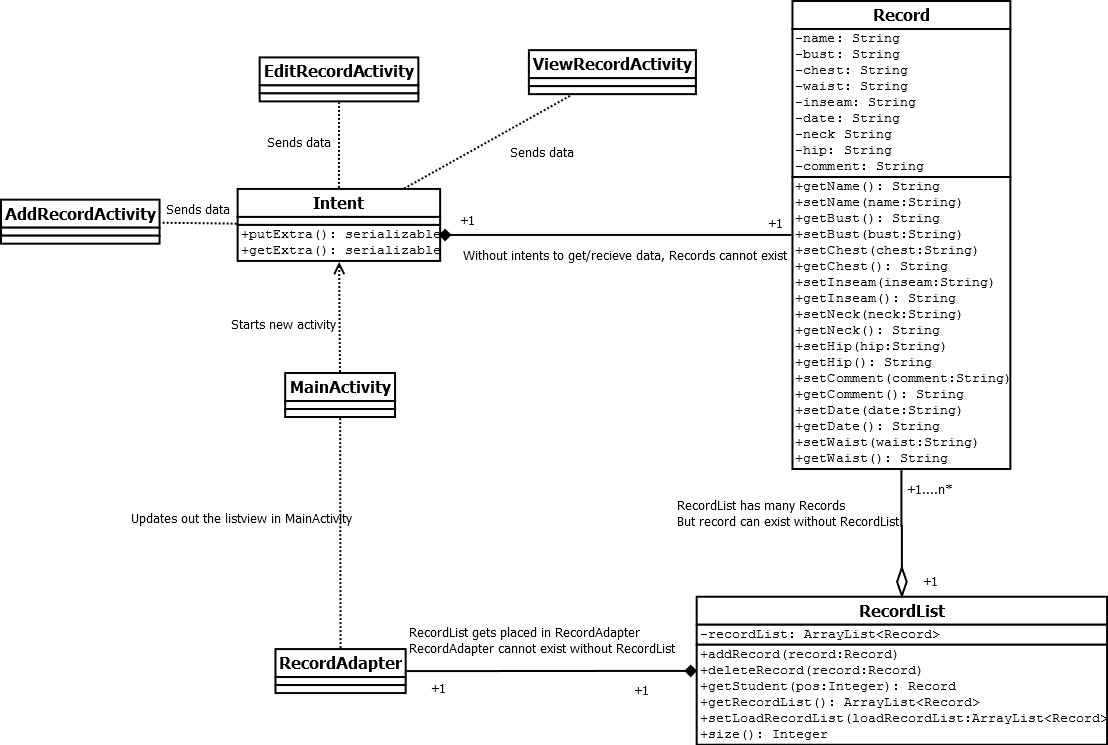 Record
-name: String
-bust: String
-chest: String
-waist: String
-inseam: String
-date: String
-neck String
-hip: String
-comment: String
+getName(): String
+setName(name:String)
+getBust(): String
+setBust(bust:String)
+setChest(chest:String)
+getChest(): String
+setInseam(inseam:String)
+getInseam(): String
+setNeck(neck:String)
+getNeck(): String
+setHip(hip:String)
+getHip(): String
+setComment(comment:String)
+getComment(): String
+setDate(date:String)
+getDate(): String
+setWaist(waist:String)
+getWaist(): String
EditRecordActivity
ViewRecordActivity
Sends data
Sends data
AddRecordActivity
Sends data
Intent
+putExtra(): serializable
+getExtra(): serializable
+1
+1
Without intents to get/recieve data, Records cannot exist
Starts new activity
MainActivity
Updates out the listview in MainActivity
+1....n*
RecordList has many Records
But record can exist without RecordList
+1
RecordList
-recordList: ArrayList<Record>
+addRecord(record:Record)
+deleteRecord(record:Record)
+getStudent(pos:Integer): Record
+getRecordList(): ArrayList<Record>
+setLoadRecordList(loadRecordList:ArrayList<Record>
+size(): Integer
RecordList gets placed in RecordAdapter
RecordAdapter cannot exist without RecordList
RecordAdapter
+1
+1